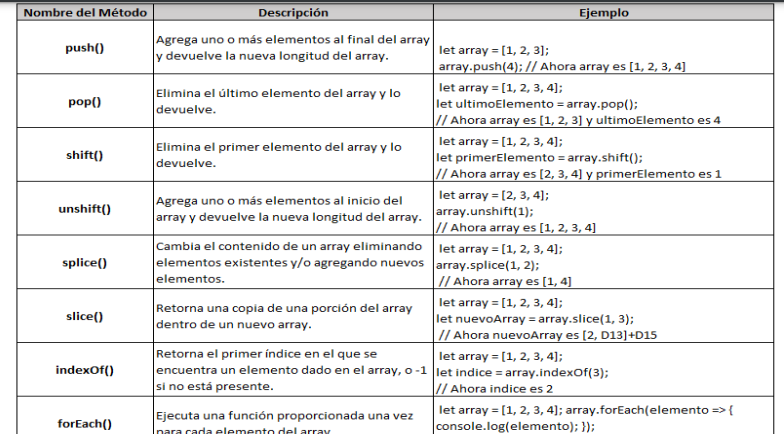 Nombre del Método Descripción Ejemplo
push()
Agrega uno o más elementos al final del array
y devuelve la nueva longitud del array.
let array = [1, 2, 3];
array.push(4); // Ahora array es [1, 2, 3, 4]
pop()
Elimina el último elemento del array y lo
devuelve.
let array = [1, 2, 3, 4];
let ultimoElemento = array.pop();
// Ahora array es [1, 2, 3] y ultimoElemento es 4
shift()
Elimina el primer elemento del array y lo
devuelve.
let array = [1, 2, 3, 4];
let primerElemento = array.shift();
// Ahora array es [2, 3, 4] y primerElemento es 1
unshift()
Agrega uno o más elementos al inicio del
array y devuelve la nueva longitud del array.
let array = [2, 3, 4];
array.unshift(1);
// Ahora array es [1, 2, 3, 4]
splice()
Cambia el contenido de un array eliminando
elementos existentes y/o agregando nuevos
elementos.
let array = [1, 2, 3, 4];
array.splice(1, 2);
// Ahora array es [1, 4]
slice()
Retorna una copia de una porción del array
dentro de un nuevo array.
let array = [1, 2, 3, 4];
let nuevoArray = array.slice(1, 3);
// Ahora nuevoArray es [2, D13]+D15
indexOf()
Retorna el primer índice en el que se
encuentra un elemento dado en el array, o -1
si no está presente.
let array = [1, 2, 3, 4];
let indice = array.indexOf(3);
// Ahora indice es 2
forEach()
Ejecuta una función proporcionada una vez
para cada elemento del array
let array = [1, 2, 3, 4]; array.forEach(elemento => {
console.log(elemento); });